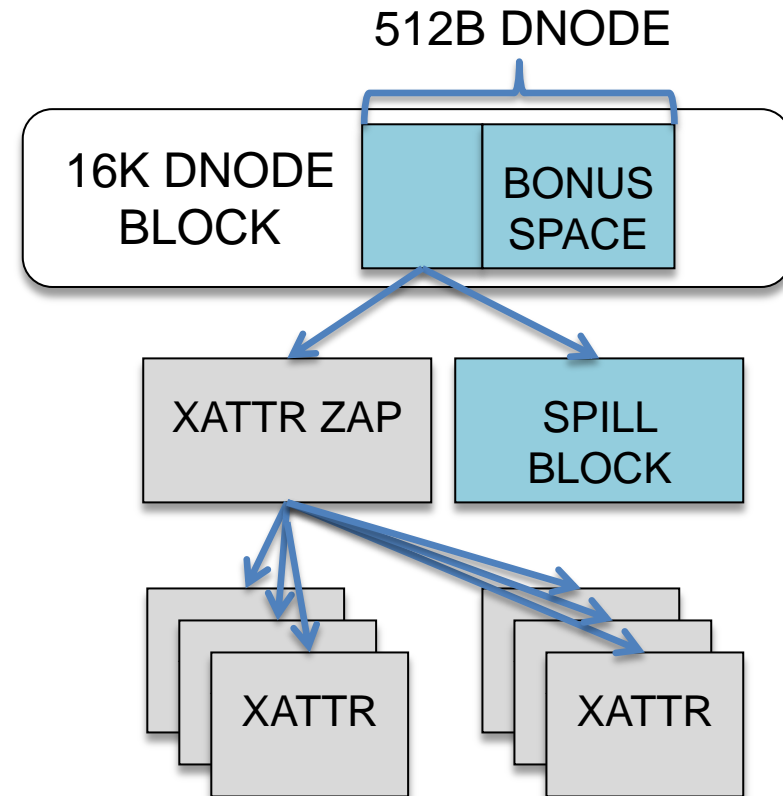 512B DNODE
16K DNODE
BLOCK
BONUS
SPACE
XATTR ZAP
SPILL
BLOCK
XATTR
XATTR